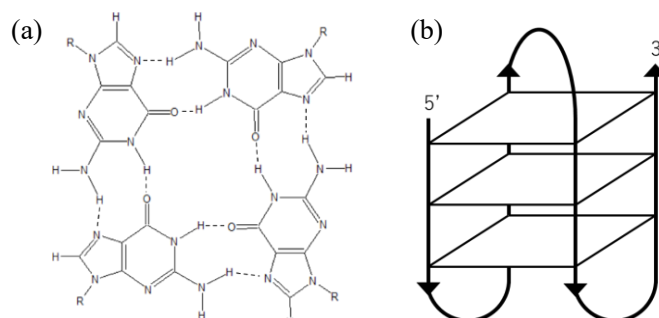 (a) (b)
H
H R
R N N 3
N N H N
H
N H N
N O 5'
O H
N H
H N H H N H
H O N
H O N
N N
H
H N
N N N N
R R
H